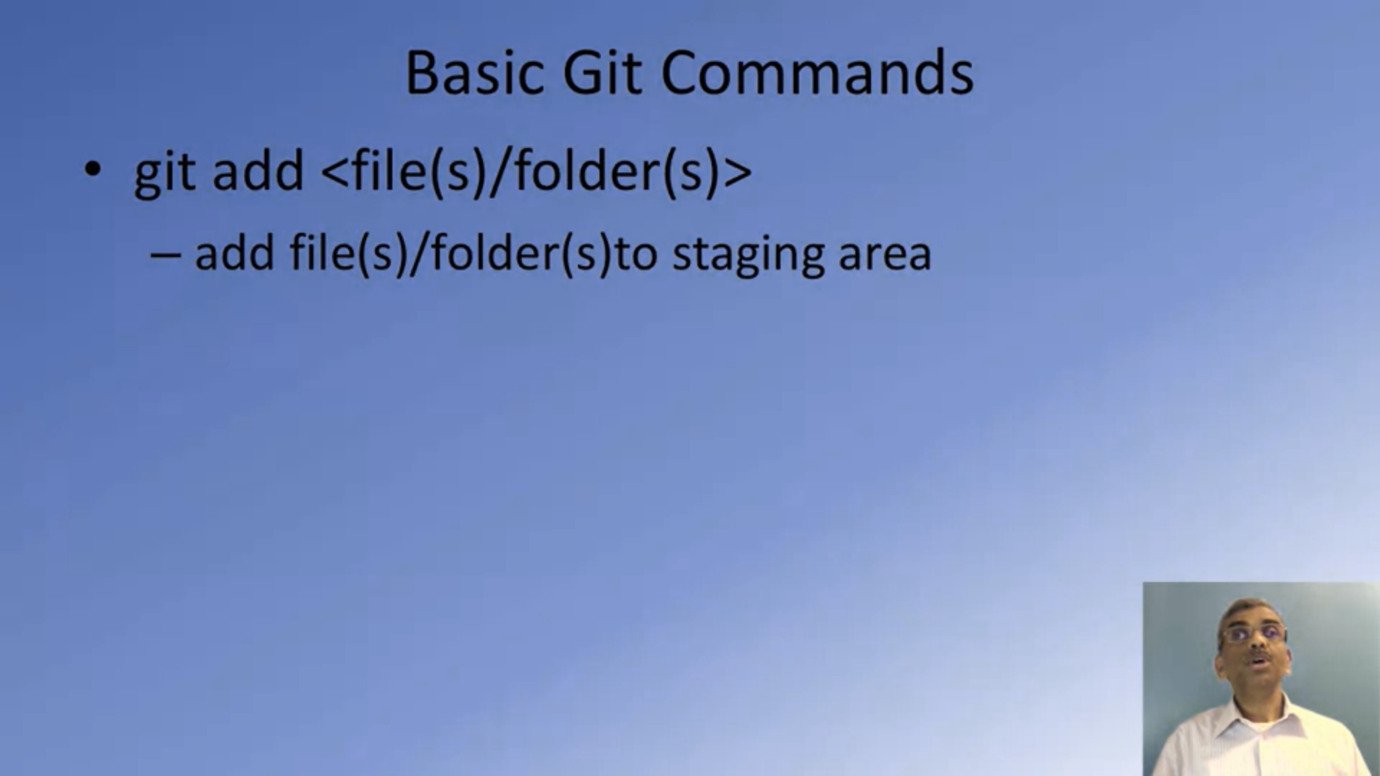 Basic Git Commands
• git add <file(s)/folder(s)>
– add file(s)/folder(s)to staging area